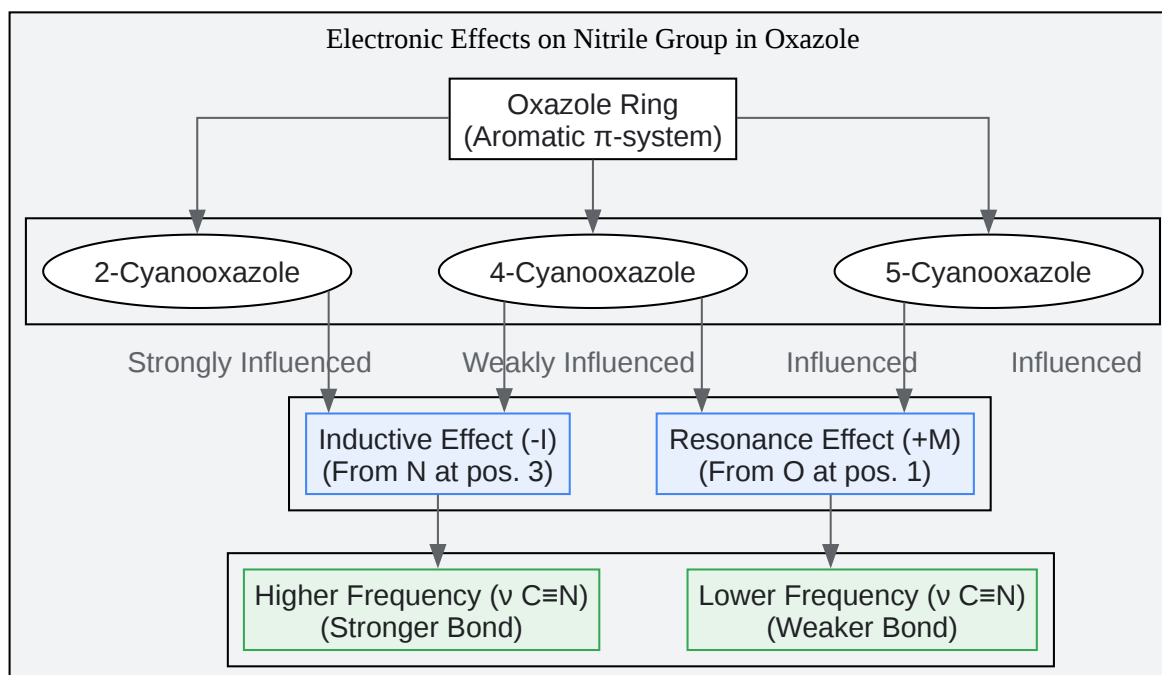 Electronic Effects on Nitrile Group in Oxazole
Oxazole Ring
(Aromatic π-system)
2-Cyanooxazole
4-Cyanooxazole
5-Cyanooxazole
Strongly Influenced
Weakly Influenced
Influenced
Influenced
Inductive Effect (-I)
(From N at pos. 3)
Resonance Effect (+M)
(From O at pos. 1)
Higher Frequency (ν C≡N)
(Stronger Bond)
Lower Frequency (ν C≡N)
(Weaker Bond)